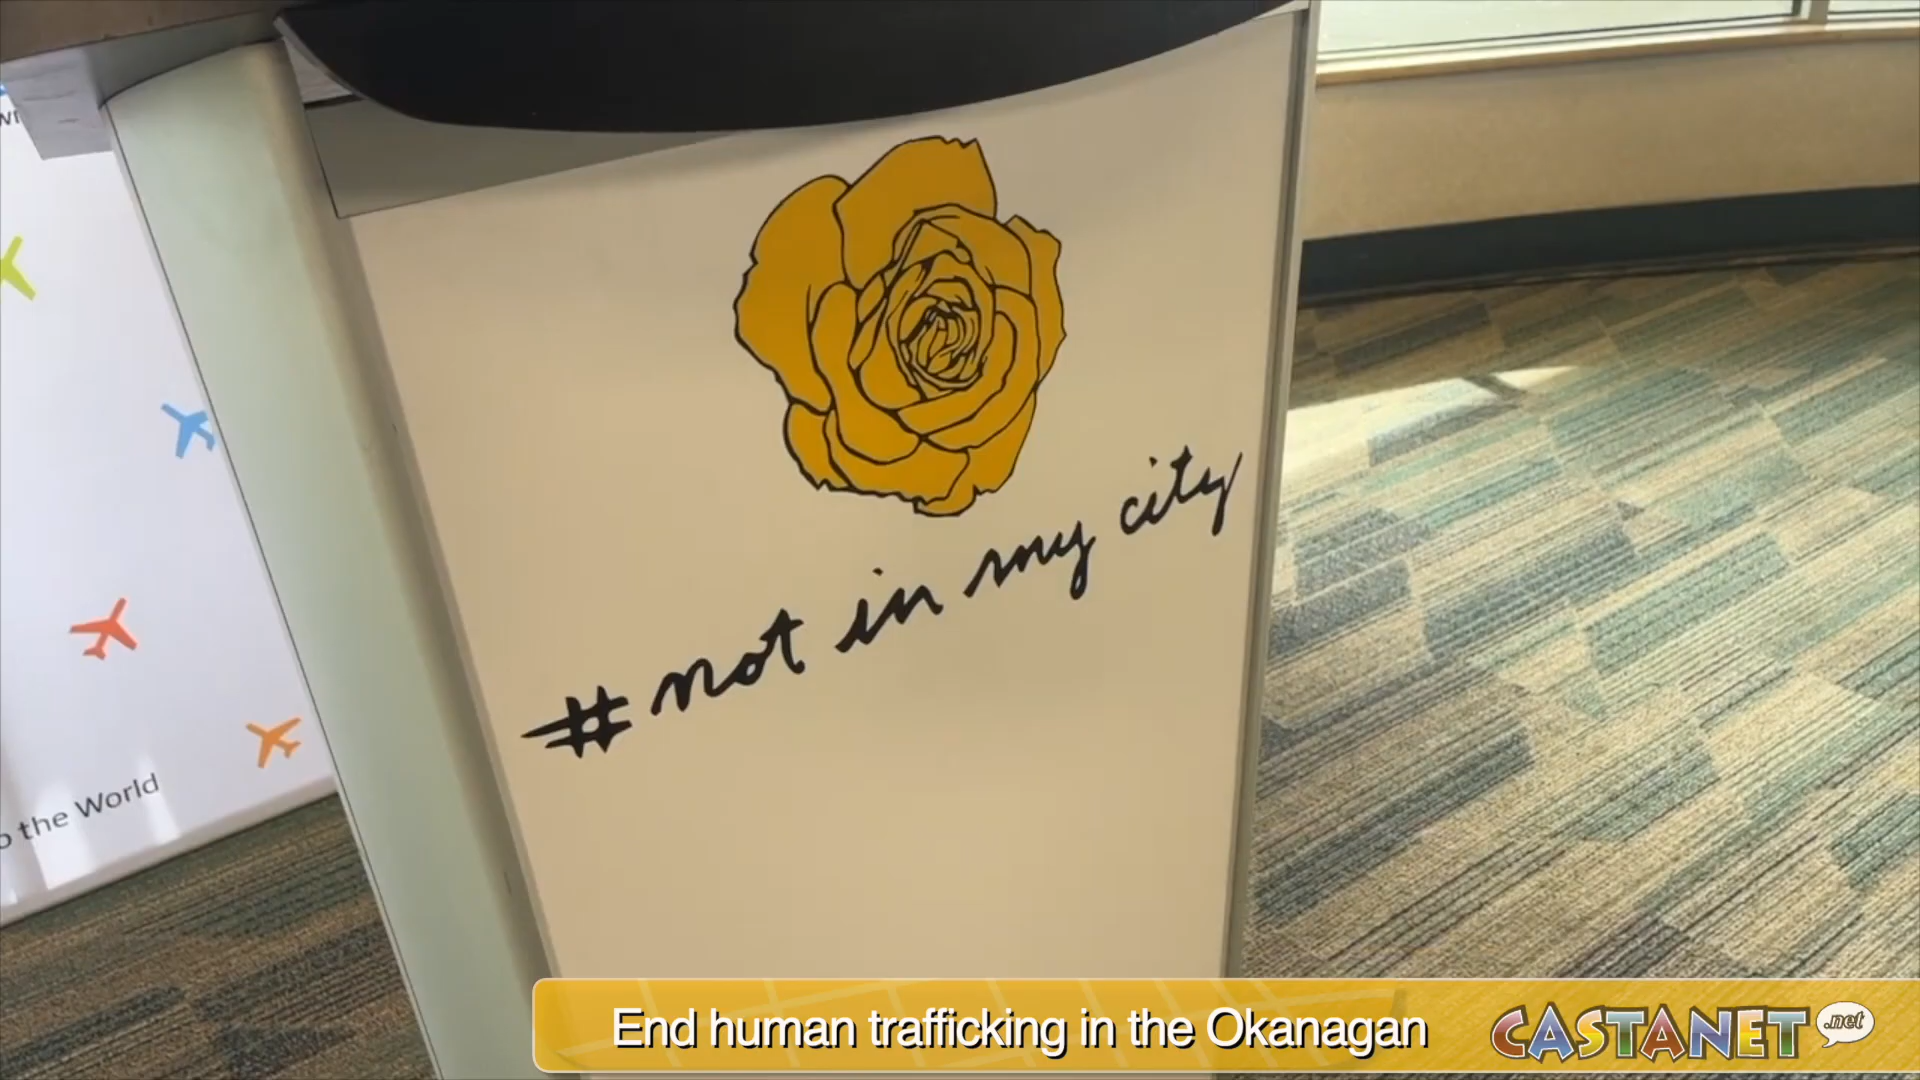 #not in my city
o the World
End human trafficking in the Okanagan
CASTANET.net